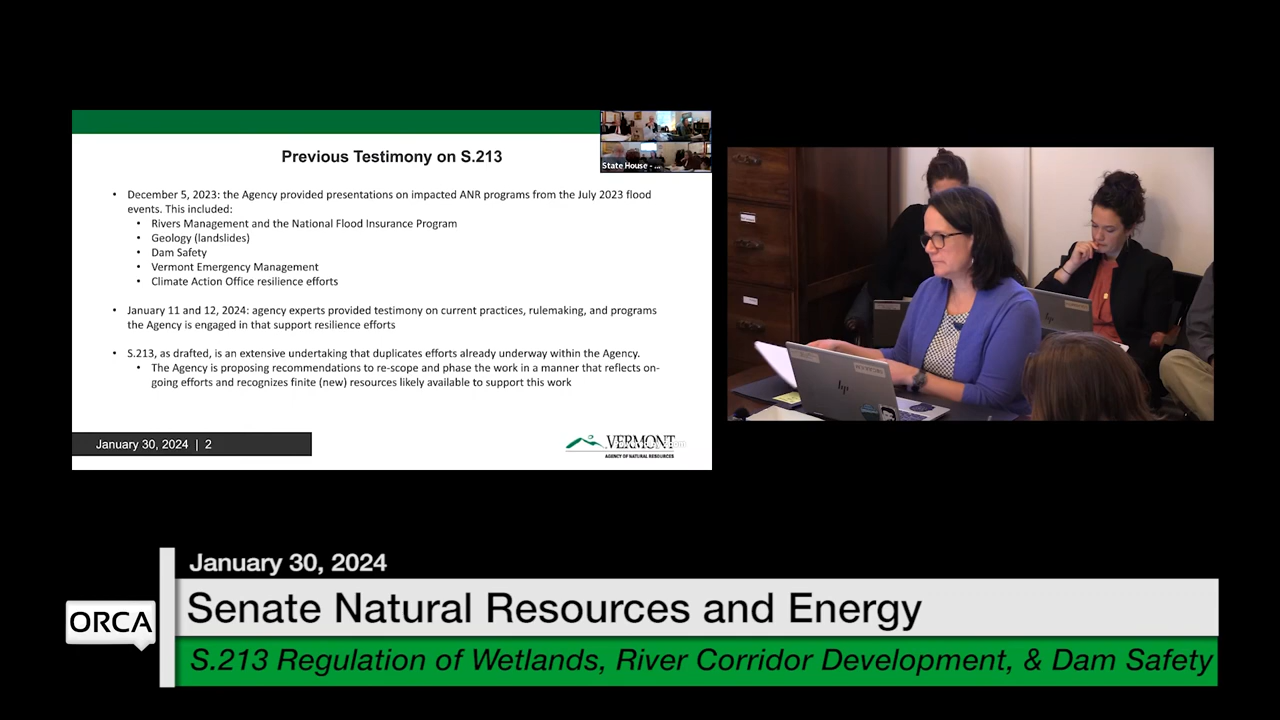 Previous Testimony on S.213
State House - ...
• December 5, 2023: the Agency provided presentations on impacted ANR programs from the July 2023 flood
events. This included:
• Rivers Management and the National Flood Insurance Program
• Geology (landslides)
• Dam Safety
• Vermont Emergency Management
• Climate Action Office resilience efforts
• January 11 and 12, 2024: agency experts provided testimony on current practices, rulemaking, and programs
the Agency is engaged in that support resilience efforts
• S.213, as drafted, is an extensive undertaking that duplicates efforts already underway within the Agency.
• The Agency is proposing recommendations to re-scope and phase the work in a manner that reflects on-
going efforts and recognizes finite (new) resources likely available to support this work
January 30, 2024 | 2
VERMONT
AGENCY OF NATURAL RESOURCES
hp
January 30, 2024
ORCA
Senate Natural Resources and Energy
S.213 Regulation of Wetlands, River Corridor Development, & Dam Safety